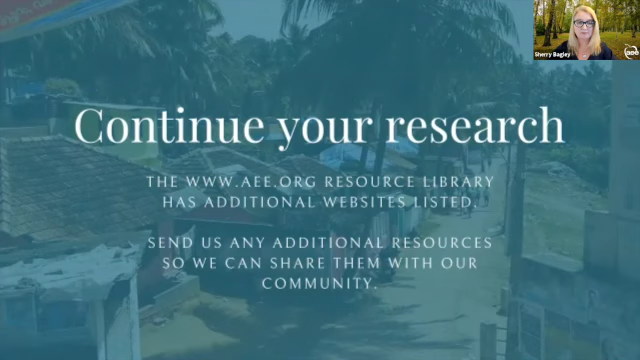 Sherry Bagley
aee
Continue your research
THE WWW.AEE.ORG RESOURCE LIBRARY
HAS ADDITIONAL WEBSITES LISTED.
SEND US ANY ADDITIONAL RESOURCES
SO WE CAN SHARE THEM WITH OUR
COMMUNITY.